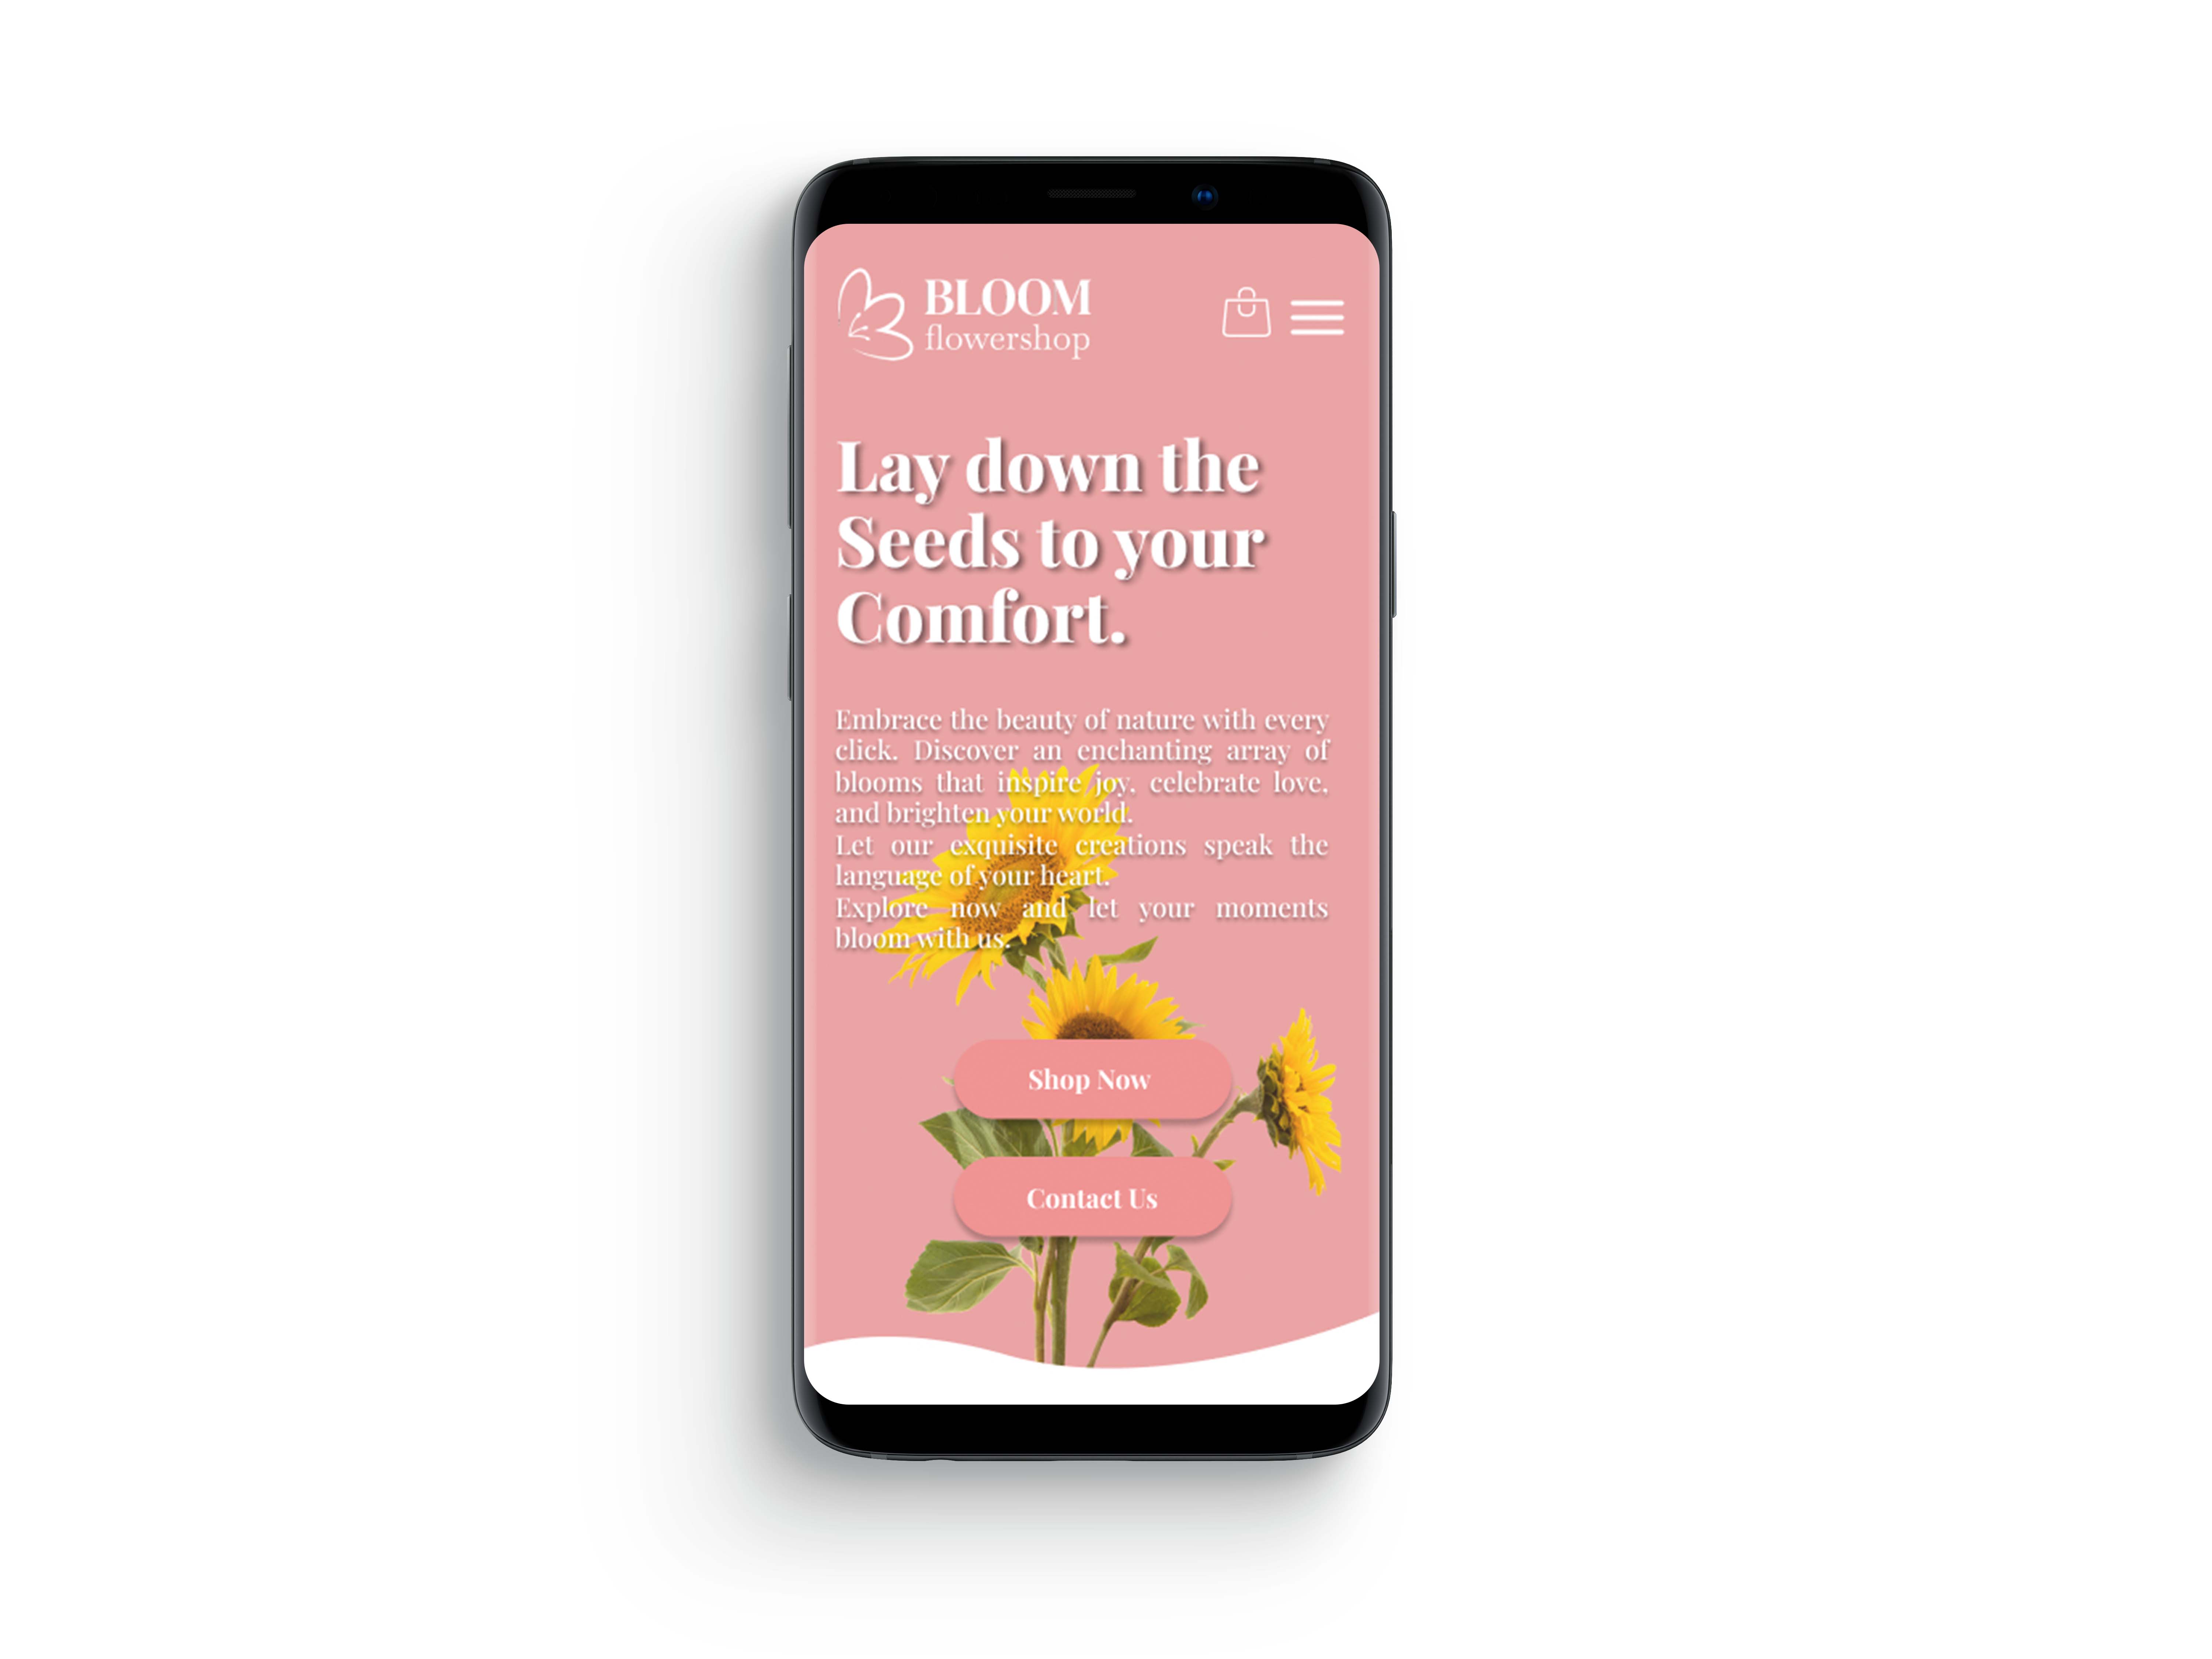 BLOOM
flowershop
Lay down the
Seeds to your
Comfort.
Embrace the beauty of nature with every
click. Discover an enchanting array of
blooms that inspire joy, celebrate love,
and brighten your world.
Let our exquisite creations speak the
language of your heart.
Explore now and let your moments
bloom with us.
Shop Now
Contact Us